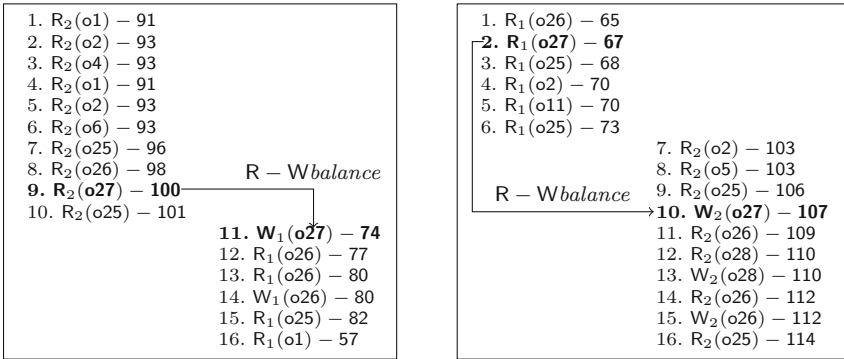 1. R₂(o1) – 91
2. R₂(o2) – 93
3. R₂(o4) – 93
4. R₂(o1) – 91
5. R₂(o2) – 93
6. R₂(o6) – 93
7. R₂(o25) – 96
8. R₂(o26) – 98
9. R₂(o27) – 100
R – Wbalance
10. R₂(o25) – 101
11. W₁(o27) – 74
12. R₁(o26) – 77
13. R₁(o26) – 80
14. W₁(o26) – 80
15. R₁(o25) – 82
16. R₁(o1) – 57
1. R₁(o26) – 65
2. R₁(o27) – 67
3. R₁(o25) – 68
4. R₁(o2) – 70
5. R₁(o11) – 70
6. R₁(o25) – 73
7. R₂(o2) – 103
8. R₂(o5) – 103
9. R₂(o25) – 106
R – Wbalance
10. W₂(o27) – 107
11. R₂(o26) – 109
12. R₂(o28) – 110
13. W₂(o28) – 110
14. R₂(o26) – 112
15. W₂(o26) – 112
16. R₂(o25) – 114